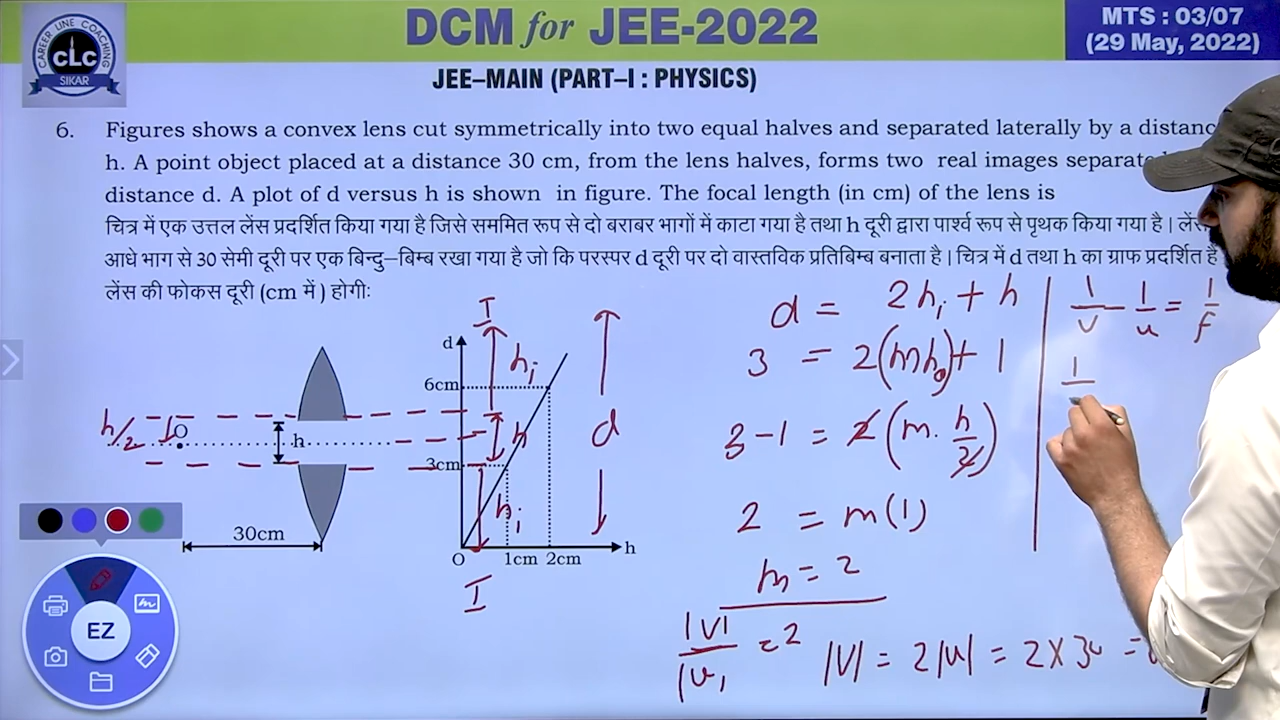 DCM for JEE-2022
MTS : 03/07
(29 May, 2022)
CAREER LINE COACHING
CLC
SIKAR
JEE–MAIN (PART–I : PHYSICS)
6. Figures shows a convex lens cut symmetrically into two equal halves and separated laterally by a
h. A point object placed at a distance 30 cm, from the lens halves, forms two real images
distance d. A plot of d versus h is shown in figure. The focal length (in cm) of the lens is
चित्र में एक उत्तल लेंस प्रदर्शित किया गया है जिसे सममित रूप से दो बराबर भागों में काटा गया है तथा h दूरी द्वारा पार्श्व रूप से पृथक किया गया है।
आधे भाग से 30 सेमी दूरी पर एक बिन्दु–बिम्ब रखा गया है जो कि परस्पर d दूरी पर दो वास्तविक प्रतिबिम्ब बनाता है। चित्र में d तथा h का ग्राफ प्रदर्शित है
लेंस की फोकस दूरी (cm में) होगीः
h/2
O
h
30cm
I
d
6cm
3cm
O
1cm 2cm
h
hi
h
hi
I
d
d = 2hi + h
3 = 2(mho) + 1
3 - 1 = 2(m. h/2)
2 = m(1)
m = 2
|V| = 2
|V| = 2|u| = 2 X 30 =
1/v - 1/u = 1/f
1
EZ